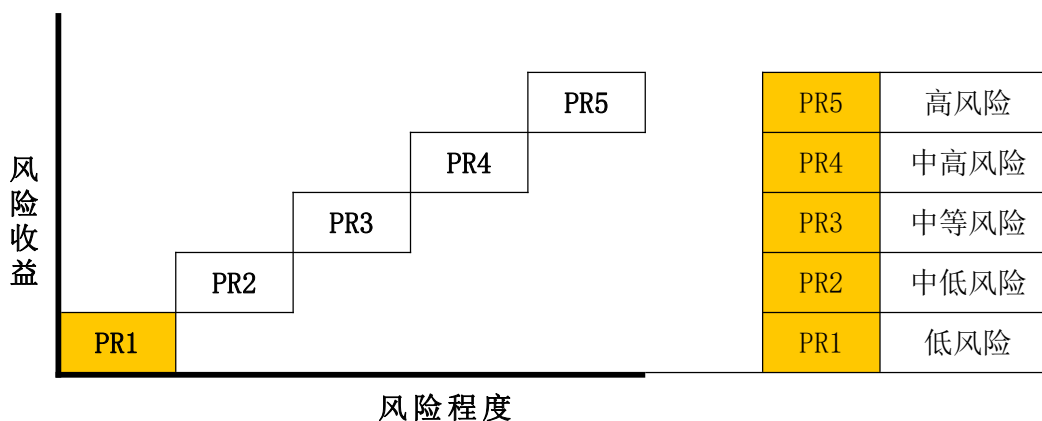 风险收益
PR5
PR4
PR3
PR2
PR1
风险程度
PR5 高风险
PR4 中高风险
PR3 中等风险
PR2 中低风险
PR1 低风险